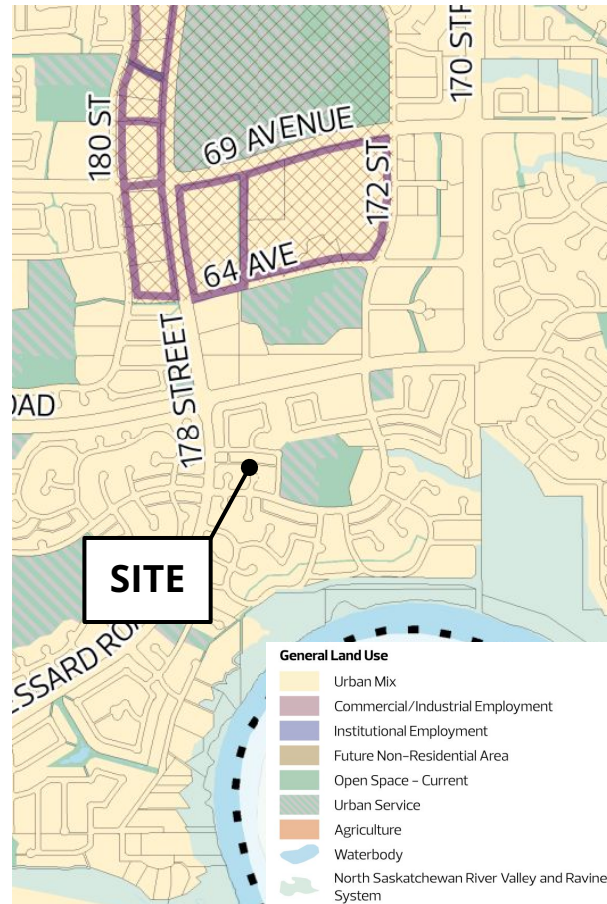 170 STR
69 AVENUE
180 ST
172 ST
64 AVE
178 STREET
OAD
SITE
ESSARD RO
General Land Use
Urban Mix
Commercial/Industrial Employment
Institutional Employment
Future Non-Residential Area
Open Space - Current
Urban Service
Agriculture
Waterbody
North Saskatchewan River Valley and Ravine
System